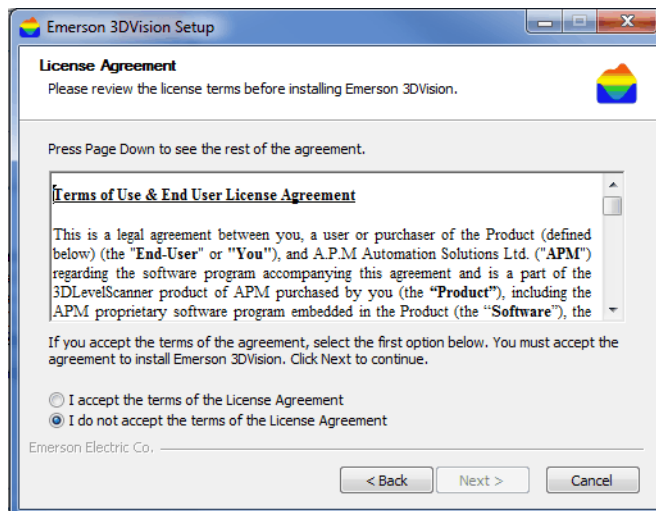 Emerson 3DVision Setup
License Agreement
Please review the license terms before installing Emerson 3DVision.
Press Page Down to see the rest of the agreement.
Terms of Use & End User License Agreement
This is a legal agreement between you, a user or purchaser of the Product (defined
below) (the "End-User" or "You"), and A.P.M Automation Solutions Ltd. ("APM")
regarding the software program accompanying this agreement and is a part of the
3DLevelScanner product of APM purchased by you (the “Product”), including the
APM proprietary software program embedded in the Product (the “Software”), the
If you accept the terms of the agreement, select the first option below. You must accept the
agreement to install Emerson 3DVision. Click Next to continue.
I accept the terms of the License Agreement
I do not accept the terms of the License Agreement
Emerson Electric Co.
< Back Next > Cancel